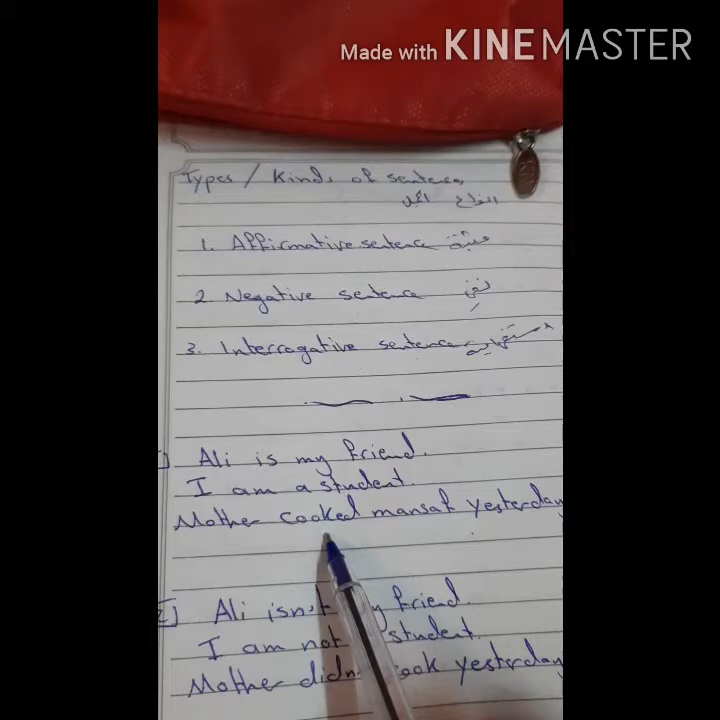 Made with KINEMASTER
Types / Kinds of sentences
انواع الجمل
1. Affirmative sentence مثبتة
2. Negative sentence نفي
3. Interrogative sentence استفهامية
1] Ali is my friend.
I am a student.
Mother cooked mansaf yesterday
2] Ali isn't my friend.
I am not student.
Mother didn cook yesterday